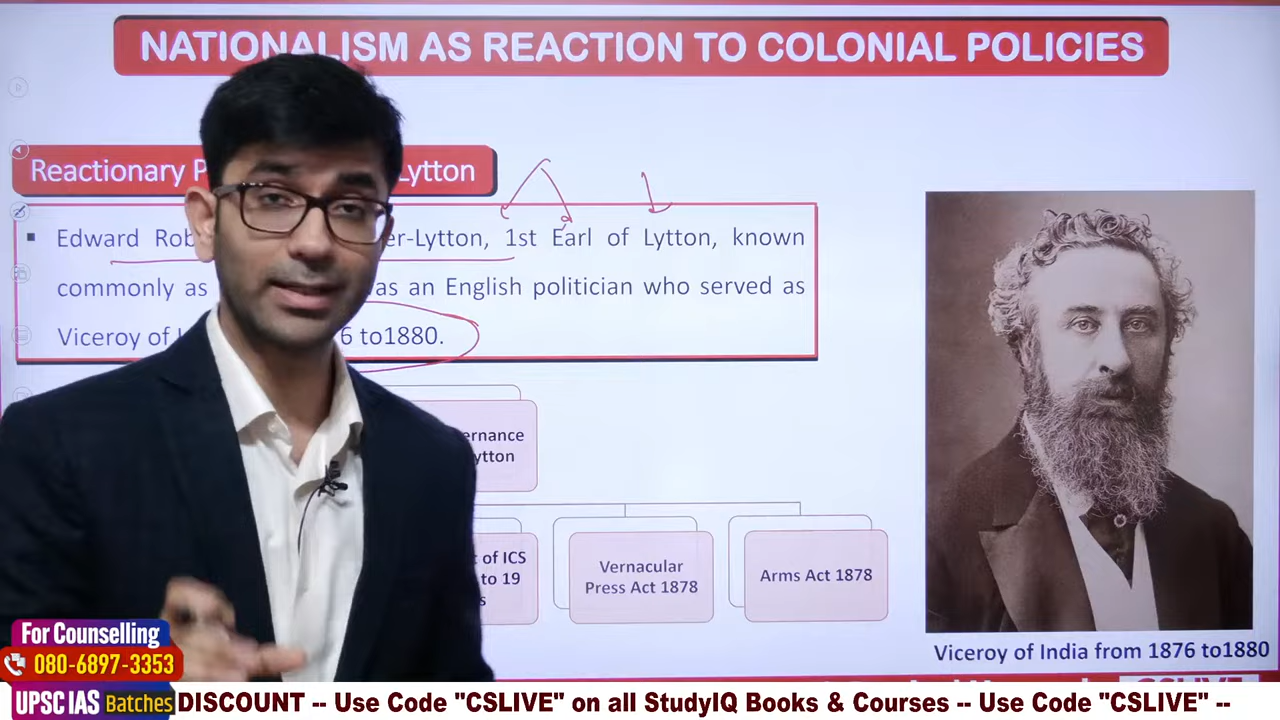 NATIONALISM AS REACTION TO COLONIAL POLICIES
Reactionary P Lytton
Edward Rob er-Lytton, 1st Earl of Lytton, known
commonly as as an English politician who served as
Viceroy of I 6 to1880.
ernance
ytton
t of ICS
to 19
s
Vernacular
Press Act 1878
Arms Act 1878
Viceroy of India from 1876 to1880
For Counselling
080-6897-3353
UPSC IAS Batches
DISCOUNT -- Use Code "CSLIVE" on all StudyIQ Books & Courses -- Use Code "CSLIVE" --